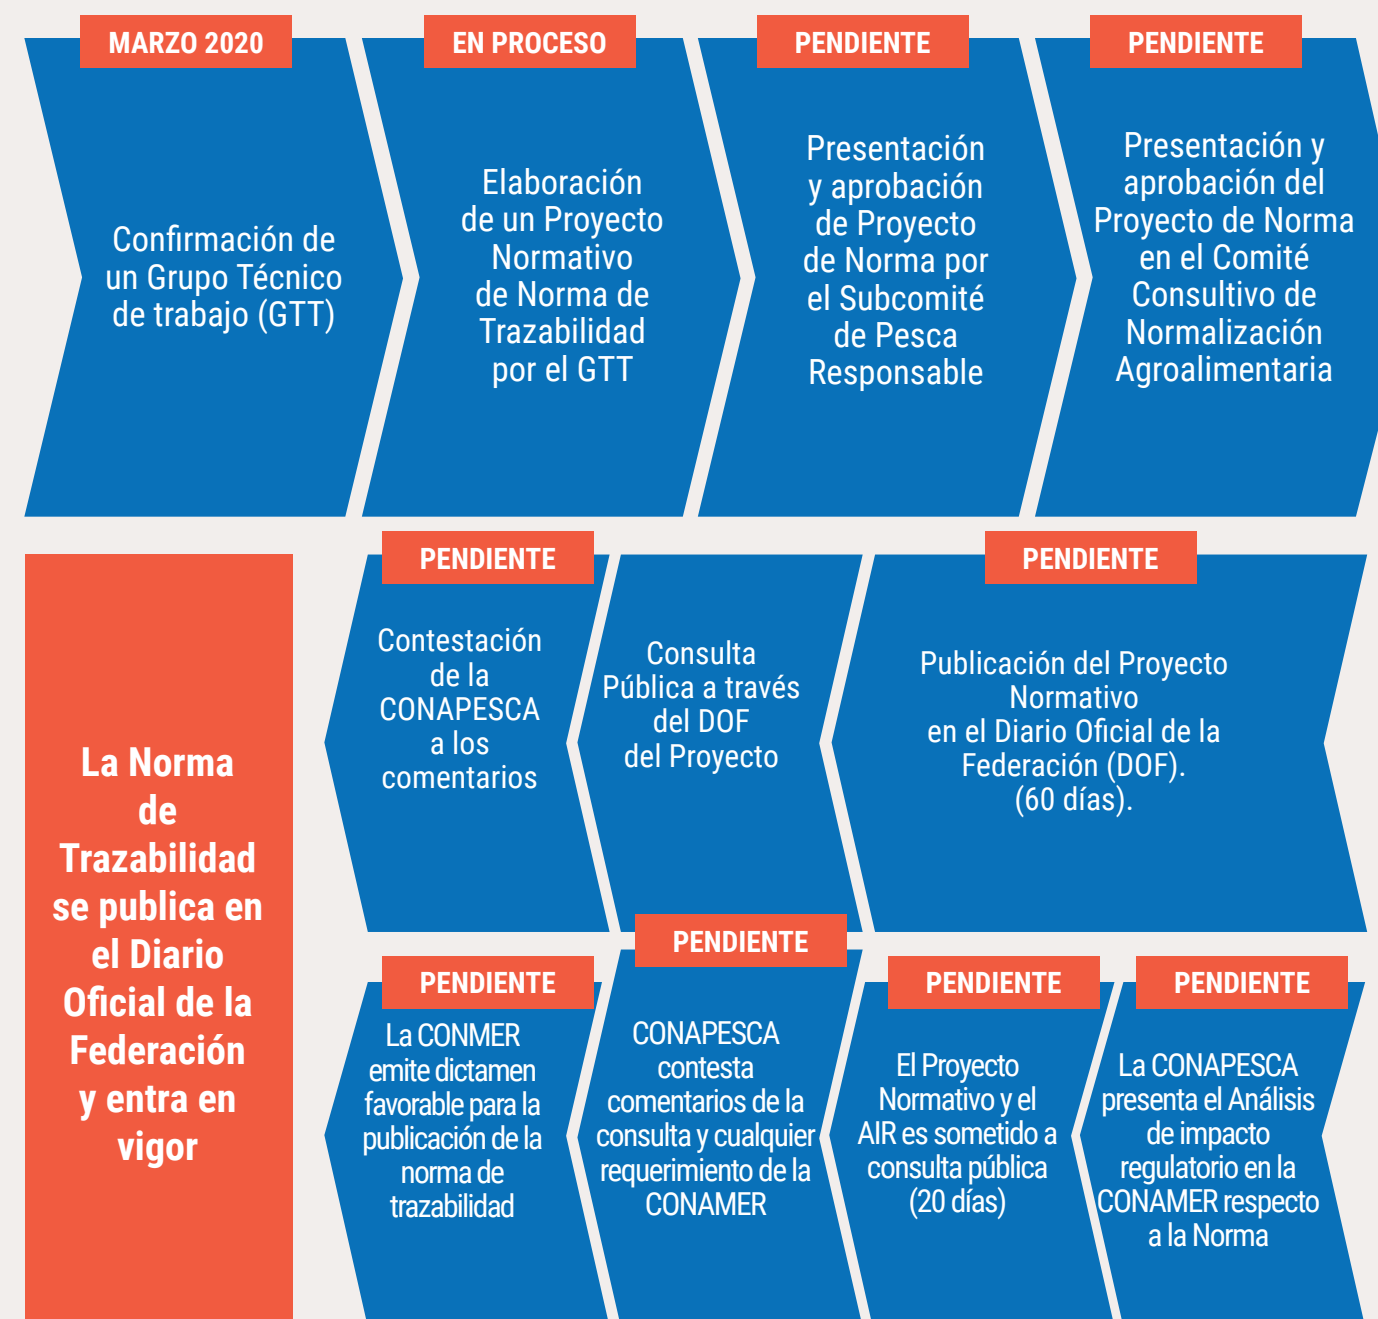 MARZO 2020
Confirmación de
un Grupo Técnico
de trabajo (GTT)
EN PROCESO
Elaboración
de un Proyecto
Normativo
de Norma de
Trazabilidad
por el GTT
PENDIENTE
Presentación
y aprobación
de Proyecto
de Norma por
el Subcomité
de Pesca
Responsable
PENDIENTE
Presentación y
aprobación del
Proyecto de Norma
en el Comité
Consultivo de
Normalización
Agroalimentaria
PENDIENTE
Publicación del Proyecto
Normativo
en el Diario Oficial de la
Federación (DOF).
(60 días).
Consulta
Pública a través
del DOF
del Proyecto
PENDIENTE
Contestación
de la
CONAPESCA
a los
comentarios
PENDIENTE
La CONAPESCA
presenta el Análisis
de impacto
regulatorio en la
CONAMER respecto
a la Norma
PENDIENTE
El Proyecto
Normativo y el
AIR es sometido a
consulta pública
(20 días)
PENDIENTE
CONAPESCA
contesta
comentarios de la
consulta y cualquier
requerimiento de la
CONAMER
PENDIENTE
La CONMER
emite dictamen
favorable para la
publicación de la
norma de
trazabilidad
La Norma
de
Trazabilidad
se publica en
el Diario
Oficial de la
Federación
y entra en
vigor